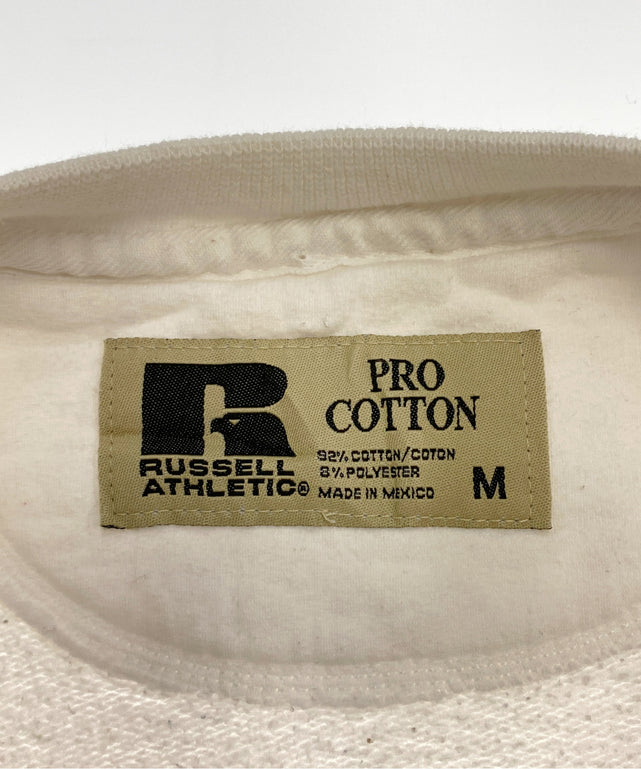 PRO
COTTON
92% COTTON/COTON
8% POLYESTER
MADE IN MEXICO
M
RUSSELL
ATHLETIC®